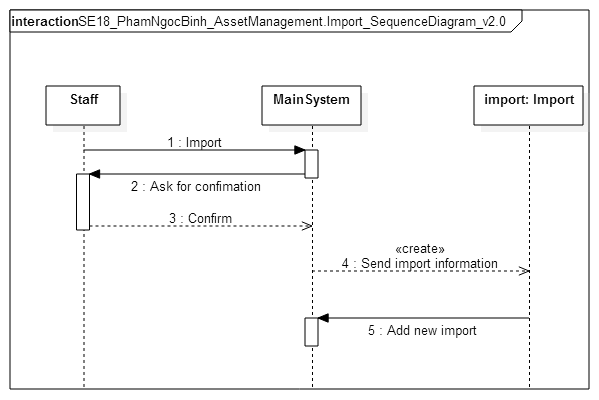 interactionSE18_PhamNgocBinh_AssetManagement.Import_SequenceDiagram_v2.0
Staff
MainSystem
import: Import
1 : Import
2 : Ask for confimation
3 : Confirm
«create»
4 : Send import information
5 : Add new import